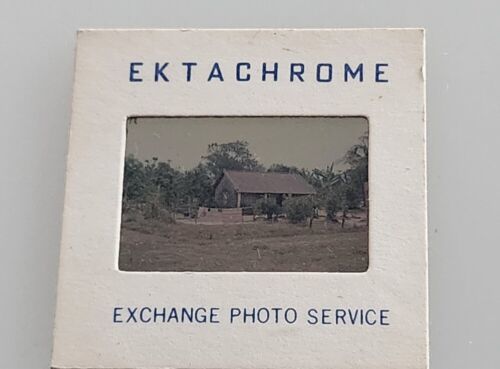 EKTACHROME
EXCHANGE PHOTO SERVICE